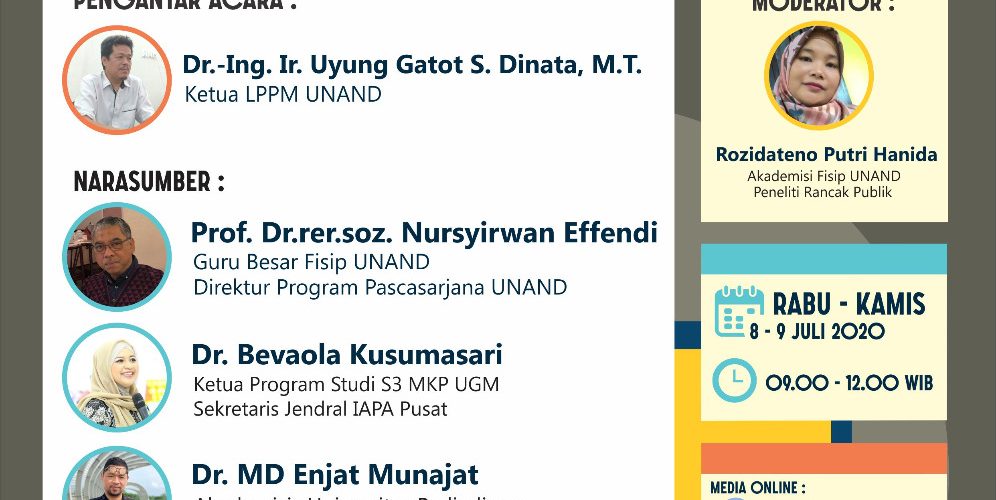 PENGANTAR ACARA :
Dr.-Ing. Ir. Uyung Gatot S. Dinata, M.T.
Ketua LPPM UNAND
NARASUMBER :
Prof. Dr.rer.soz. Nursyirwan Effendi
Guru Besar Fisip UNAND
Direktur Program Pascasarjana UNAND
Dr. Bevaola Kusumasari
Ketua Program Studi S3 MKP UGM
Sekretaris Jendral IAPA Pusat
Dr. MD Enjat Munajat
MODERATOR :
Rozidateno Putri Hanida
Akademisi Fisip UNAND
Peneliti Rancak Publik
RABU - KAMIS
8 - 9 JULI 2020
09.00 - 12.00 WIB
MEDIA ONLINE :